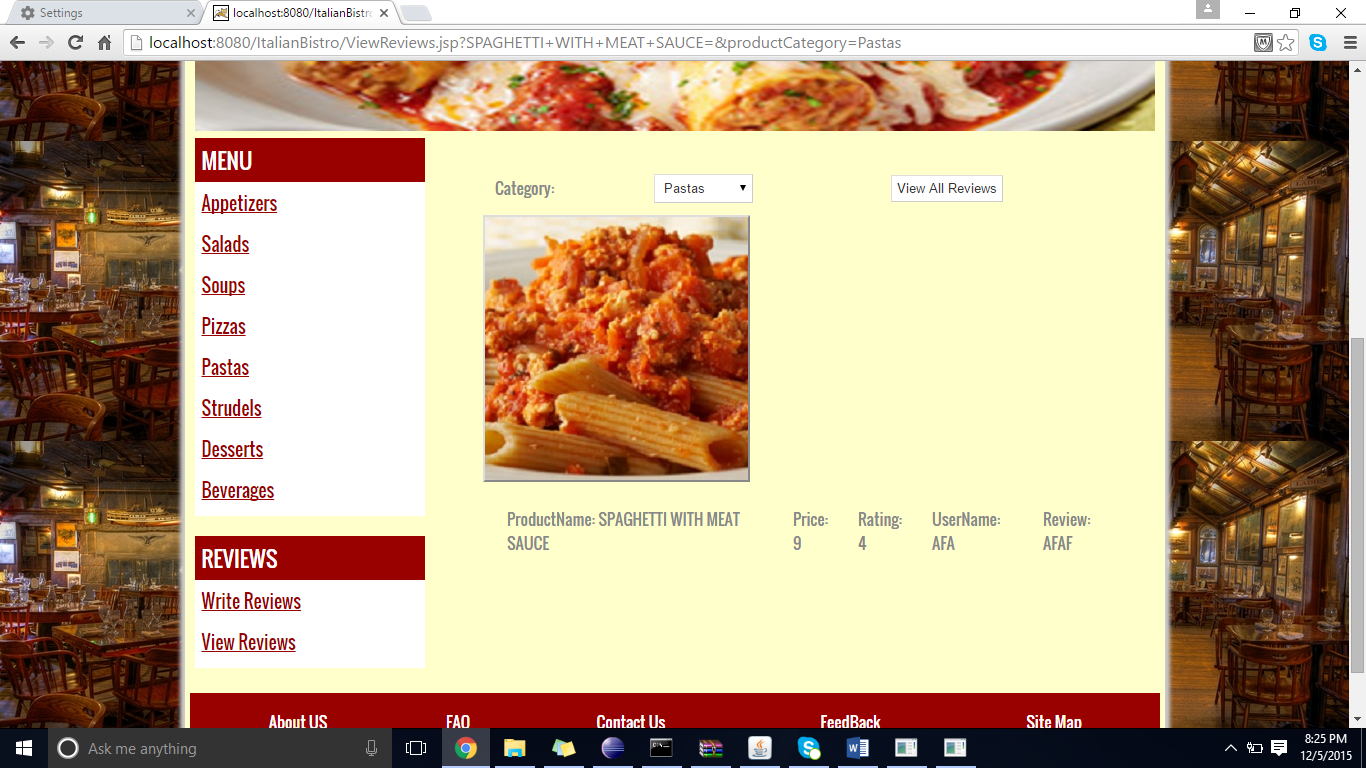 Settings
localhost:8080/ItalianBistro
localhost:8080/ItalianBistro/ViewReviews.jsp?SPAGHETTI+WITH+MEAT+SAUCE=&productCategory=Pastas
MENU
Appetizers
Salads
Soups
Pizzas
Pastas
Strudels
Desserts
Beverages
REVIEWS
Write Reviews
View Reviews
Category:
Pastas
View All Reviews
ProductName: SPAGHETTI WITH MEAT
SAUCE
Price:
9
Rating:
4
UserName:
AFA
Review:
AFAF
About US
FAQ
Contact Us
FeedBack
Site Map
Ask me anything
8:25 PM
12/5/2015